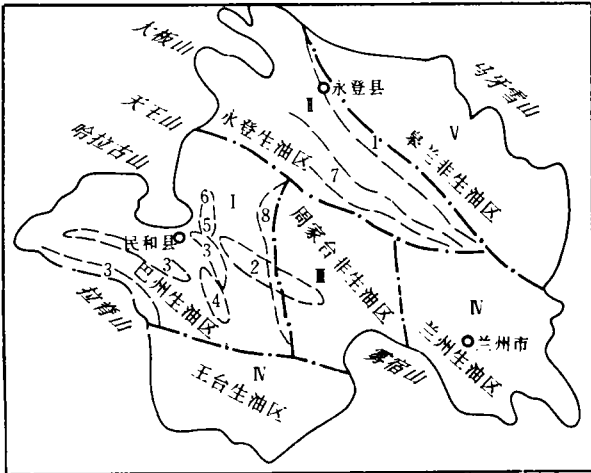 大板山
天王山
哈拉古山
马牙雪山
永登县
Ⅱ
Ⅴ
1
永登生油区
皋兰非生油区
7
6
Ⅰ
5
8
民和县
3
周家台非生油区
3
2
Ⅲ
3
巴州生油区
4
拉脊山
Ⅳ
兰州市
兰州生油区
雾宿山
Ⅳ
王台生油区